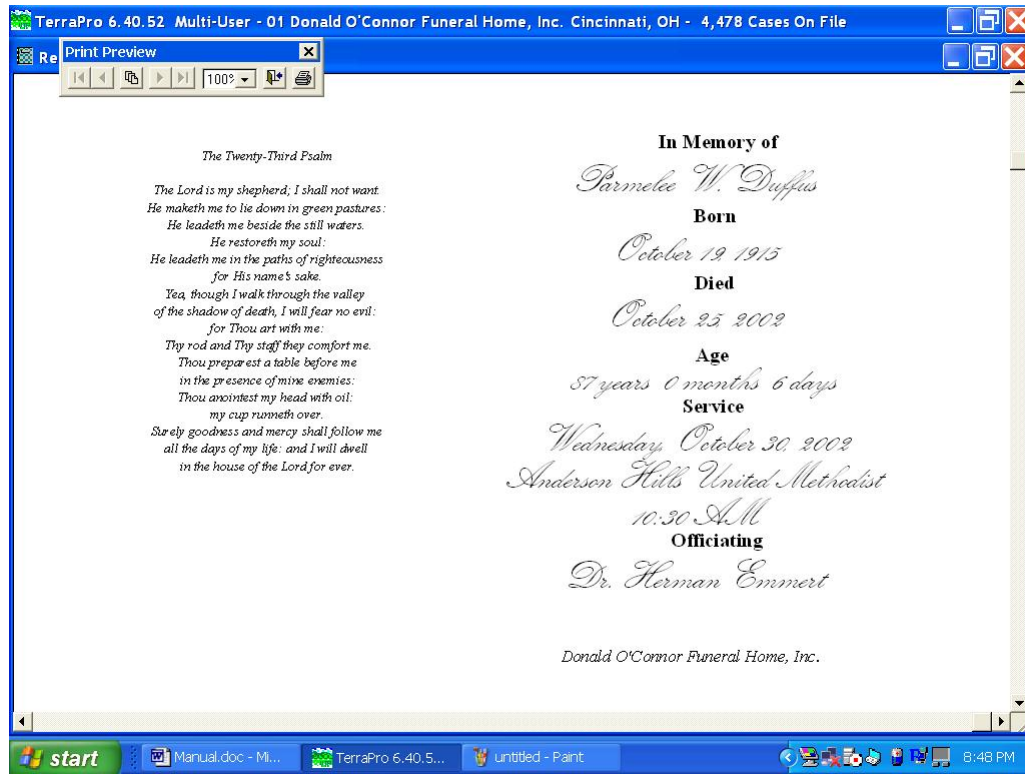 TerraPro 6.40.52 Multi-User - 01 Donald O'Connor Funeral Home, Inc. Cincinnati, OH - 4,478 Cases On File
Re
Print Preview
100%
The Twenty-Third Psalm
The Lord is my shepherd; I shall not want.
He maketh me to lie down in green pastures:
He leadeth me beside the still waters.
He restoreth my soul:
He leadeth me in the paths of righteousness
for His name's sake.
Yea, though I walk through the valley
of the shadow of death, I will fear no evil:
for Thou art with me:
Thy rod and Thy staff they comfort me.
Thou preparest a table before me
in the presence of mine enemies:
Thou anointest my head with oil:
my cup runneth over.
Surely goodness and mercy shall follow me
all the days of my life: and I will dwell
in the house of the Lord for ever.
In Memory of
Parmelee W. Duffus
Born
October 19, 1915
Died
October 25, 2002
Age
87 years 0 months 6 days
Service
Wednesday, October 30, 2002
Anderson Hills United Methodist
10:30 AM
Officiating
Dr. Herman Emmert
Donald O'Connor Funeral Home, Inc.
start
Manual.doc - Mi...
TerraPro 6.40.5...
untitled - Paint
8:48 PM